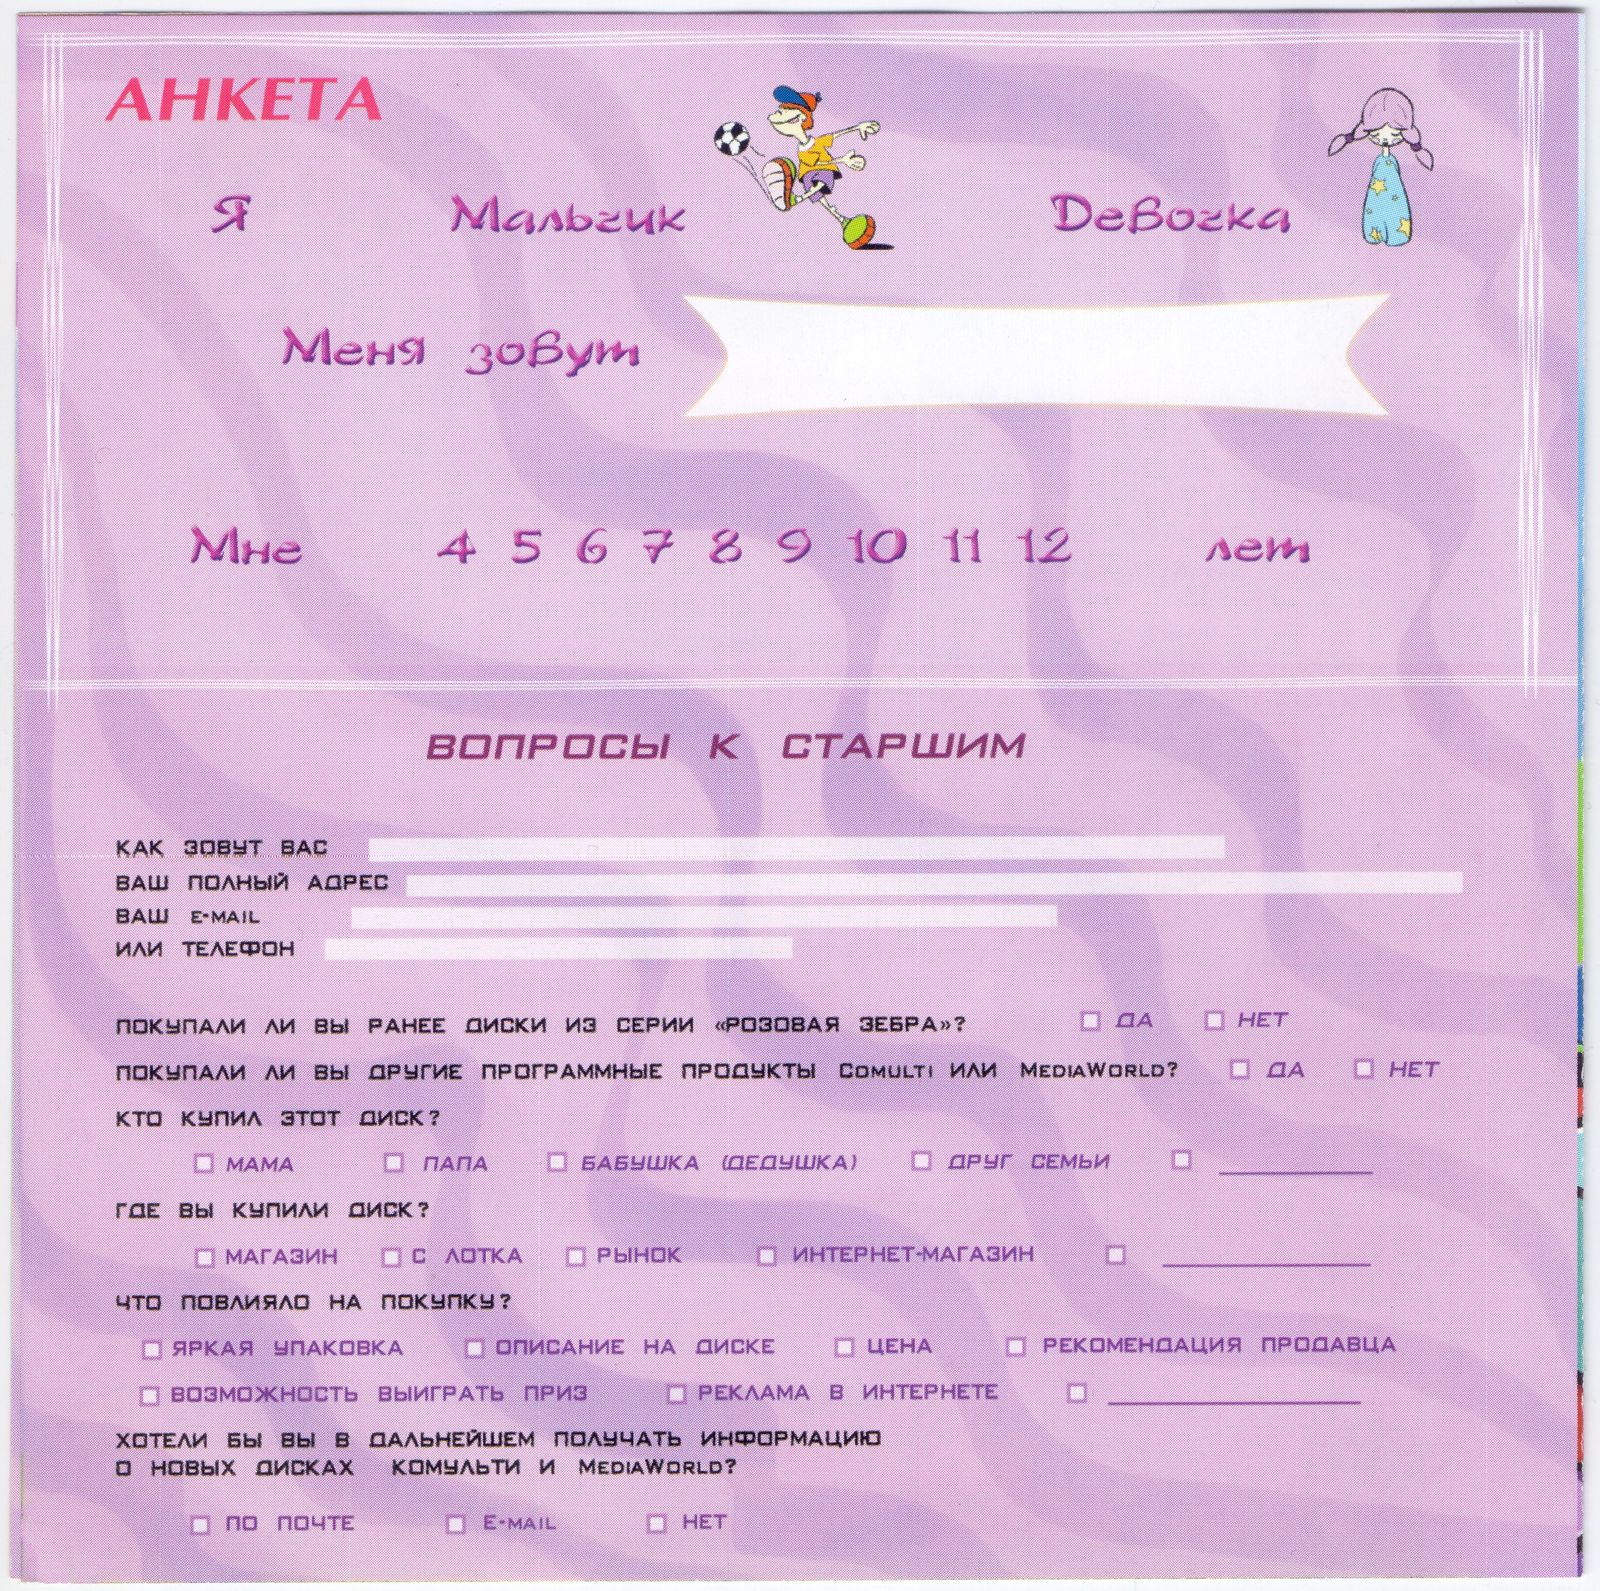 АНКЕТА
Я Мальчик Девочка
Меня зовут
Мне 4 5 6 7 8 9 10 11 12 лет
ВОПРОСЫ К СТАРШИМ
КАК ЗОВУТ ВАС
ВАШ ПОЛНЫЙ АДРЕС
ВАШ E-MAIL
ИЛИ ТЕЛЕФОН
ПОКУПАЛИ ЛИ ВЫ РАНЕЕ ДИСКИ ИЗ СЕРИИ «РОЗОВАЯ ЗЕБРА»? ДА НЕТ
ПОКУПАЛИ ЛИ ВЫ ДРУГИЕ ПРОГРАММНЫЕ ПРОДУКТЫ COMULTI ИЛИ MEDIAWORLD? ДА НЕТ
КТО КУПИЛ ЭТОТ ДИСК?
МАМА ПАПА БАБУШКА (ДЕДУШКА) ДРУГ СЕМЬИ
ГДЕ ВЫ КУПИЛИ ДИСК?
МАГАЗИН С ЛОТКА РЫНОК ИНТЕРНЕТ-МАГАЗИН
ЧТО ПОВЛИЯЛО НА ПОКУПКУ?
ЯРКАЯ УПАКОВКА ОПИСАНИЕ НА ДИСКЕ ЦЕНА РЕКОМЕНДАЦИЯ ПРОДАВЦА
ВОЗМОЖНОСТЬ ВЫИГРАТЬ ПРИЗ РЕКЛАМА В ИНТЕРНЕТЕ
ХОТЕЛИ БЫ ВЫ В ДАЛЬНЕЙШЕМ ПОЛУЧАТЬ ИНФОРМАЦИЮ
О НОВЫХ ДИСКАХ КОМУЛЬТИ И MEDIAWORLD?
ПО ПОЧТЕ E-MAIL НЕТ